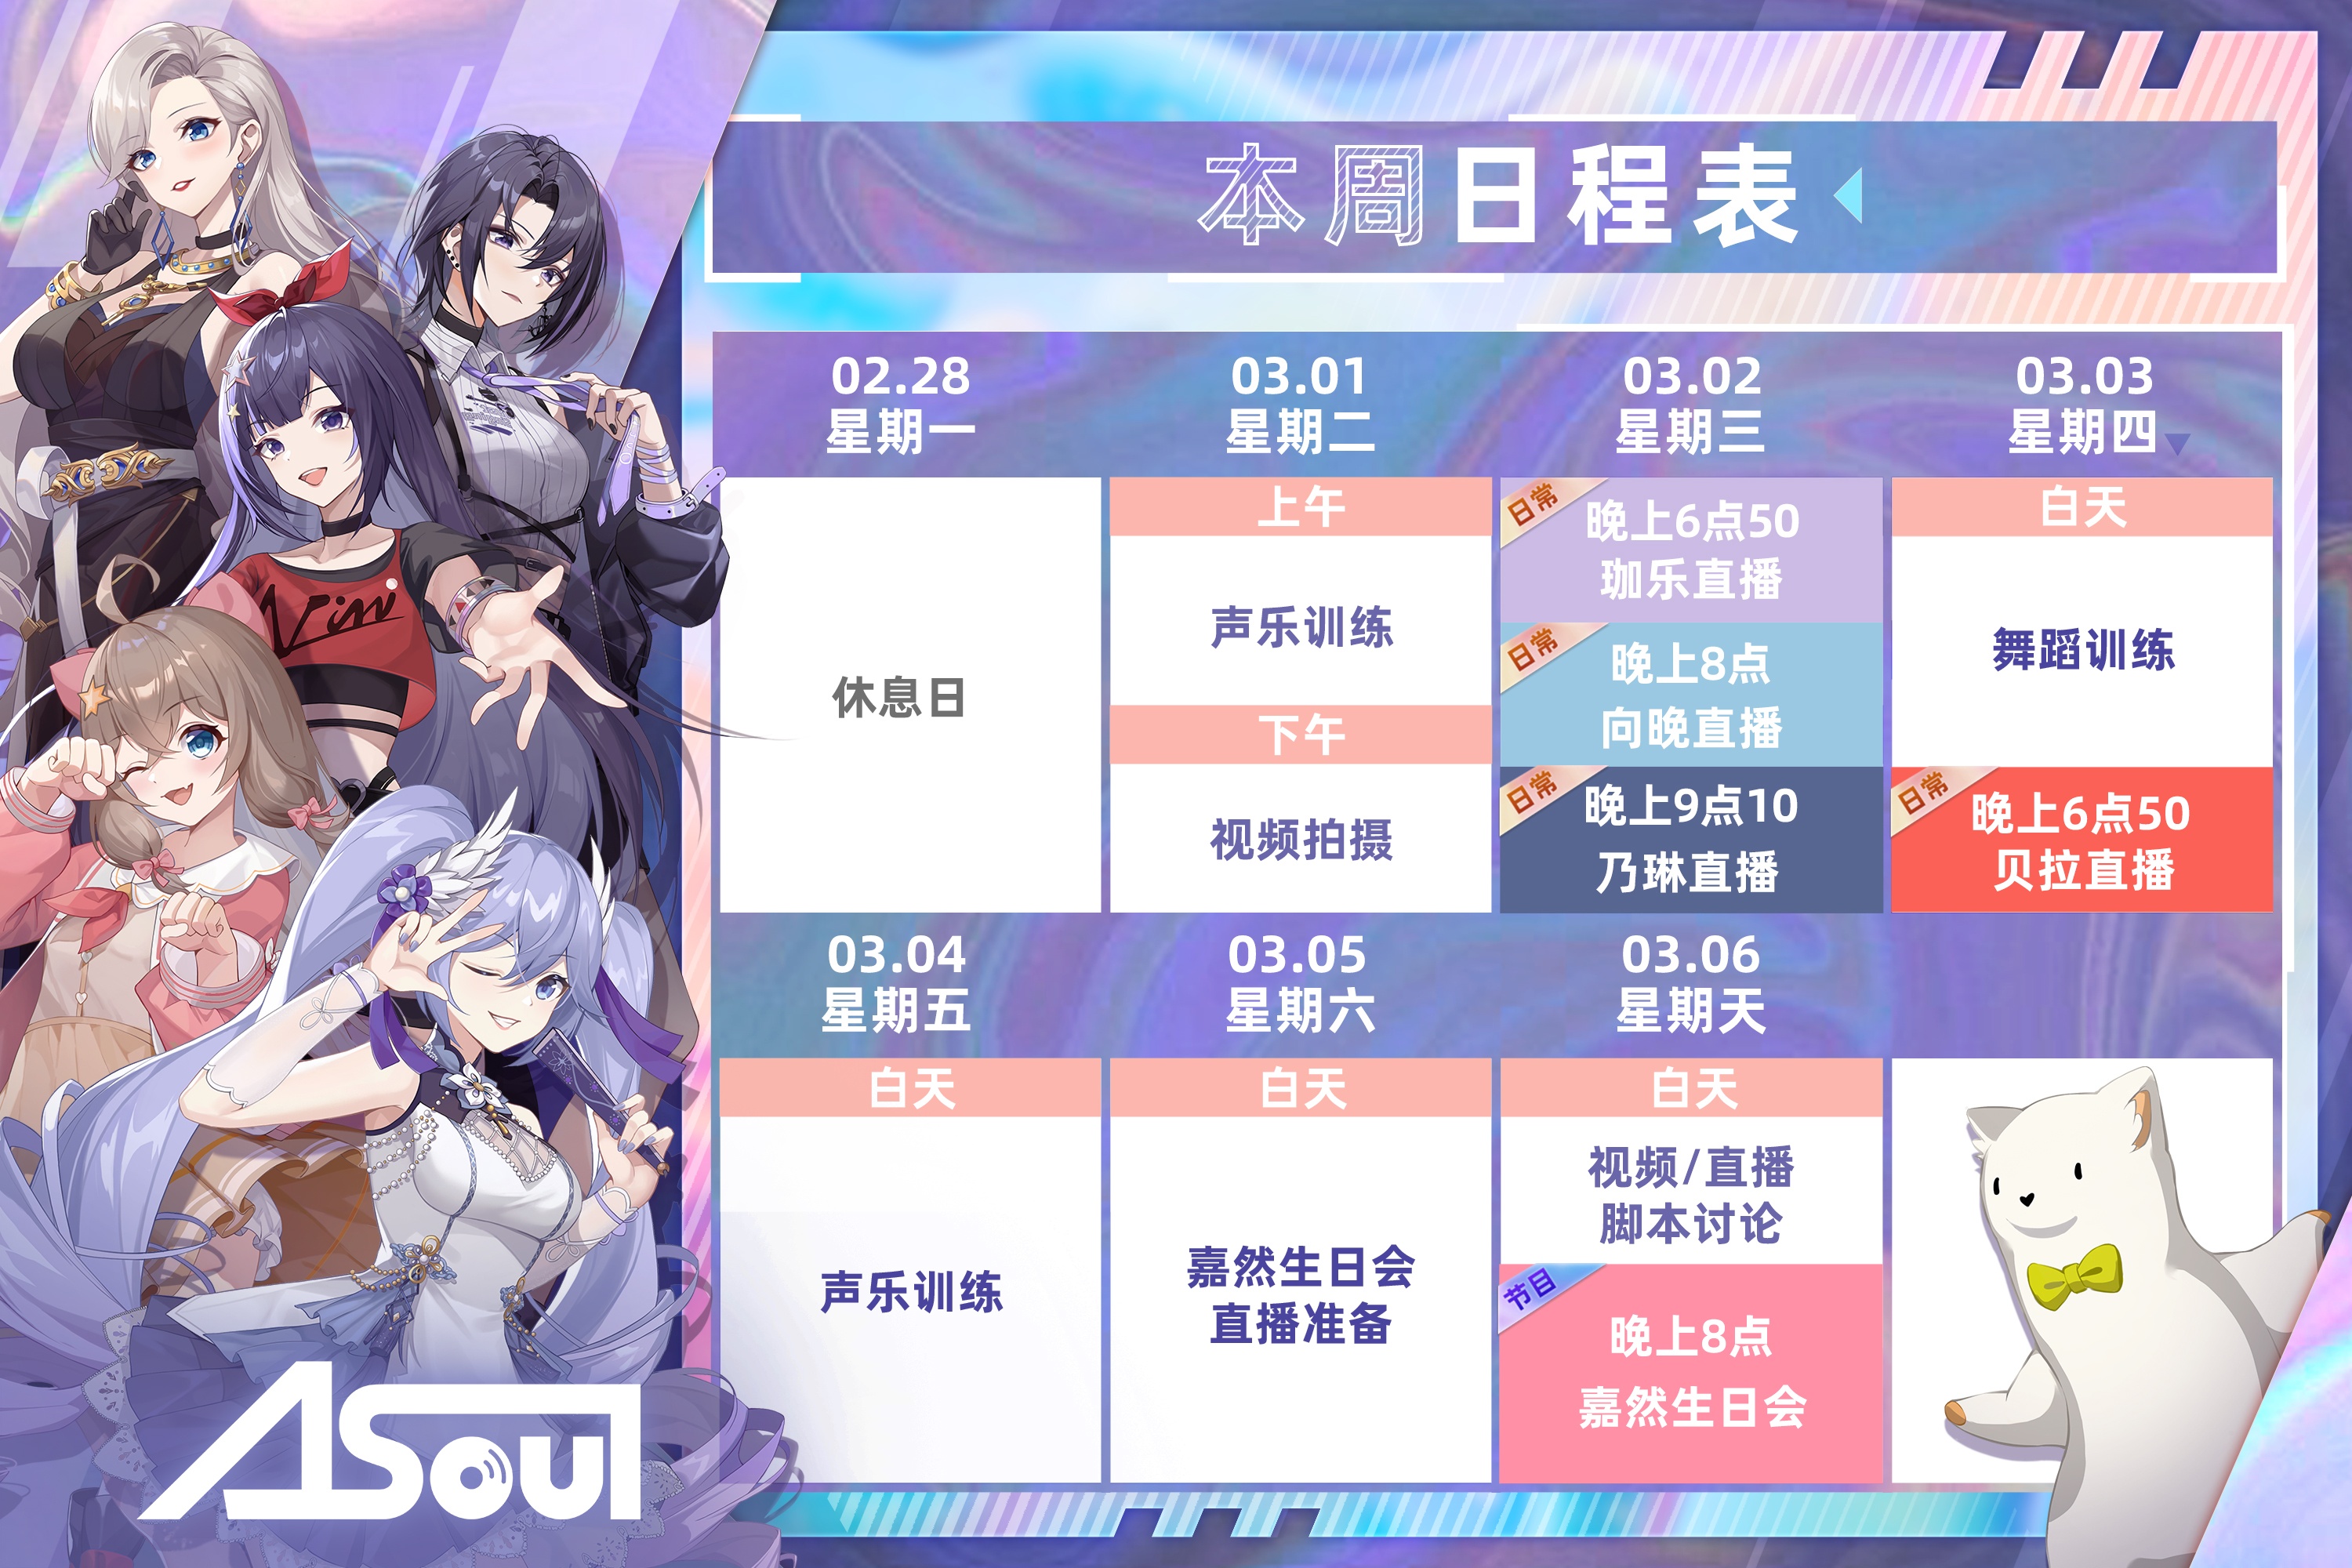 本周日程表
02.28
星期一
休息日
03.01
星期二
上午
声乐训练
下午
视频拍摄
03.02
星期三
日常
晚上6点50
珈乐直播
日常
晚上8点
向晚直播
日常
晚上9点10
乃琳直播
03.03
星期四
白天
舞蹈训练
日常
晚上6点50
贝拉直播
03.04
星期五
白天
声乐训练
03.05
星期六
白天
嘉然生日会
直播准备
03.06
星期天
白天
视频/直播
脚本讨论
节目
晚上8点
嘉然生日会
ASoul